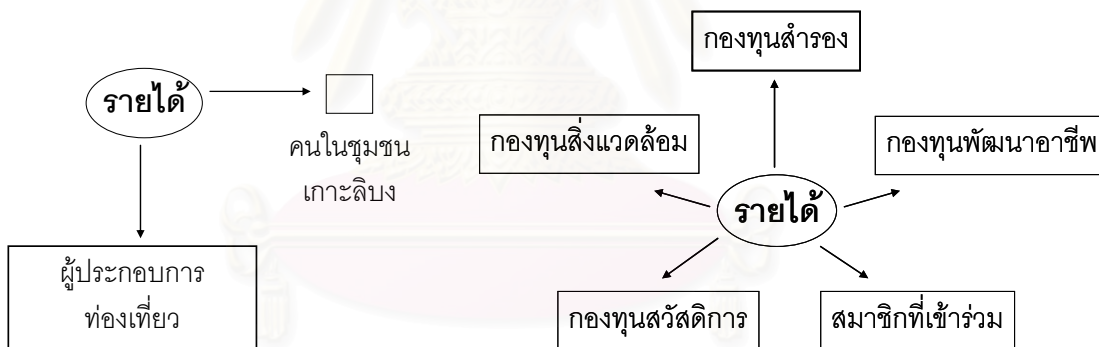 รายได้
คนในชุมชน
เกาะลิบง
ผู้ประกอบการ
ท่องเที่ยว
กองทุนสำรอง
กองทุนสิ่งแวดล้อม
กองทุนพัฒนาอาชีพ
รายได้
กองทุนสวัสดิการ
สมาชิกที่เข้าร่วม